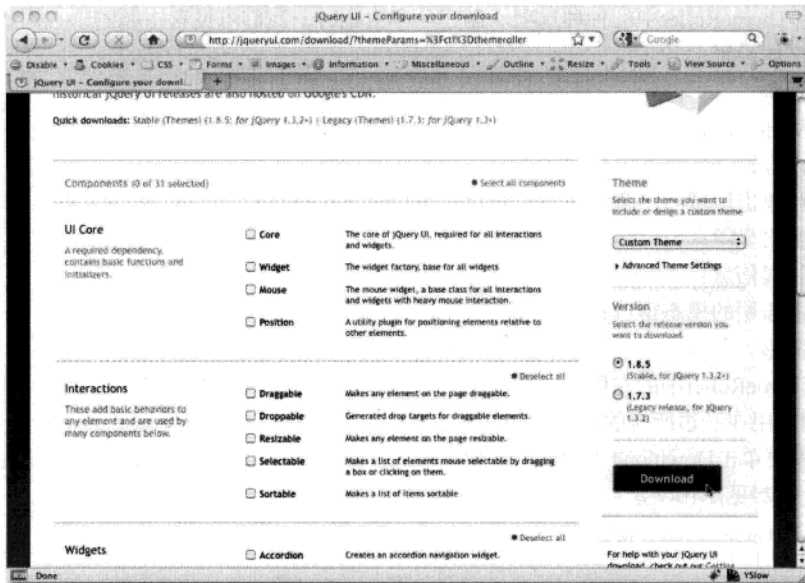 jQuery UI - Configure your download
http://jqueryui.com/download/?themeParams=%3Fctl%3Dthemeroller
Google
Disable Cookies CSS Forms Images Information Miscellaneous Outline Resize Tools View Source Options
jQuery UI - Configure your downl...
historical jQuery UI releases are also hosted on Google's CDN.
Quick downloads: Stable (Themes) (1.8.5: for jQuery 1.3.2+) | Legacy (Themes) (1.7.3: for jQuery 1.3+)
Components (0 of 31 selected)
Select all components
UI Core
A required dependency,
contains basic functions and
initializers.
Core
The core of jQuery UI, required for all interactions
and widgets.
Widget
The widget factory, base for all widgets
Mouse
The mouse widget, a base class for all interactions
and widgets with heavy mouse interaction.
Position
A utility plugin for positioning elements relative to
other elements.
Deselect all
Interactions
These add basic behaviors to
any element and are used by
many components below.
Draggable
Makes any element on the page draggable.
Droppable
Generated drop targets for draggable elements.
Resizable
Makes any element on the page resizable.
Selectable
Makes a list of elements mouse selectable by dragging
a box or clicking on them.
Sortable
Makes a list of items sortable
Deselect all
Widgets
Accordion
Creates an accordion navigation widget.
Theme
Select the theme you want to
include or design a custom theme
Custom Theme
Advanced Theme Settings
Version
Select the release version you
want to download.
1.8.5
(Stable, for jQuery 1.3.2+)
1.7.3
(Legacy release, for jQuery
1.3.2)
Download
For help with your jQuery UI
download, check out our Getting
Done
YSlow